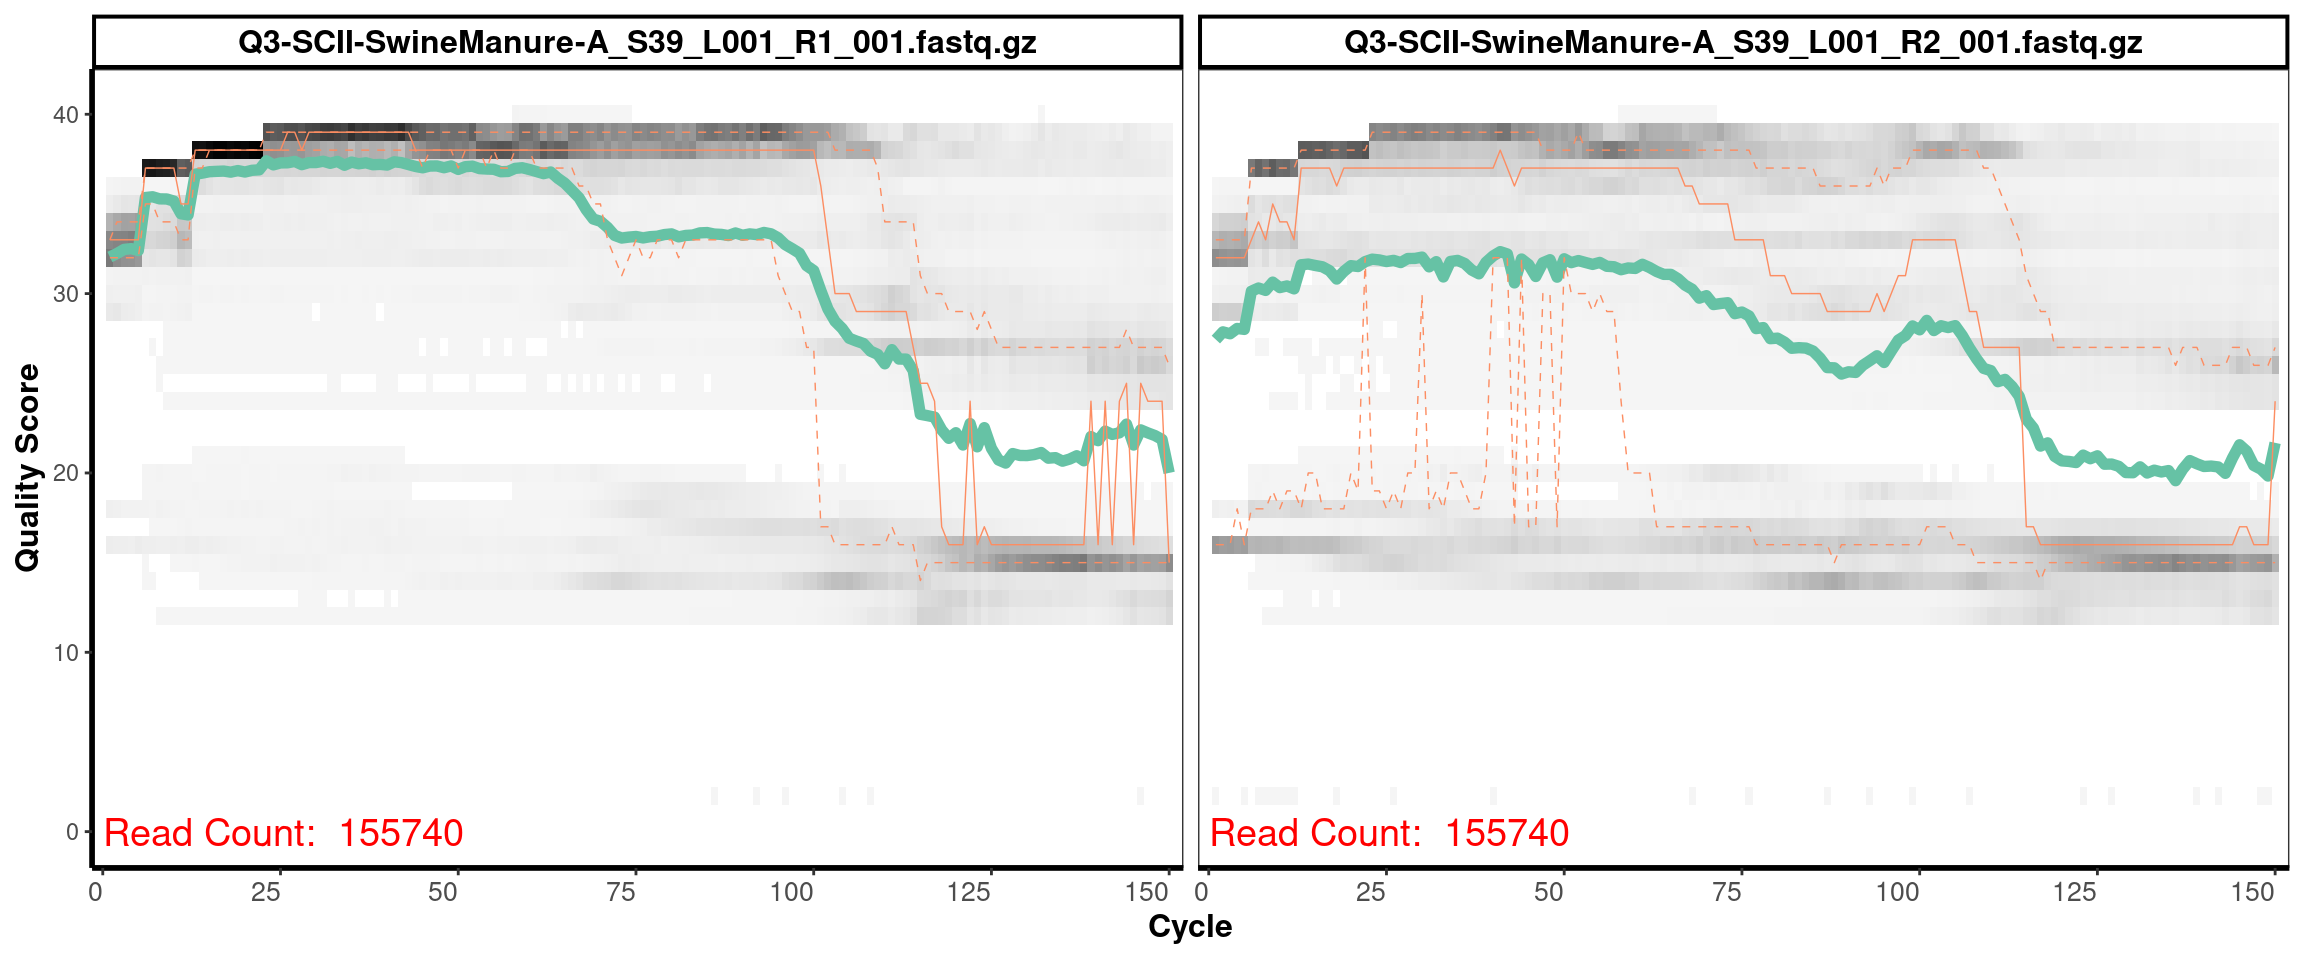 Q3-SCII-SwineManure-A_S39_L001_R1_001.fastq.gz
Q3-SCII-SwineManure-A_S39_L001_R2_001.fastq.gz
Quality Score
40
30
20
10
0
Read Count: 155740
Read Count: 155740
0 25 50 75 100 125 150
0 25 50 75 100 125 150
Cycle